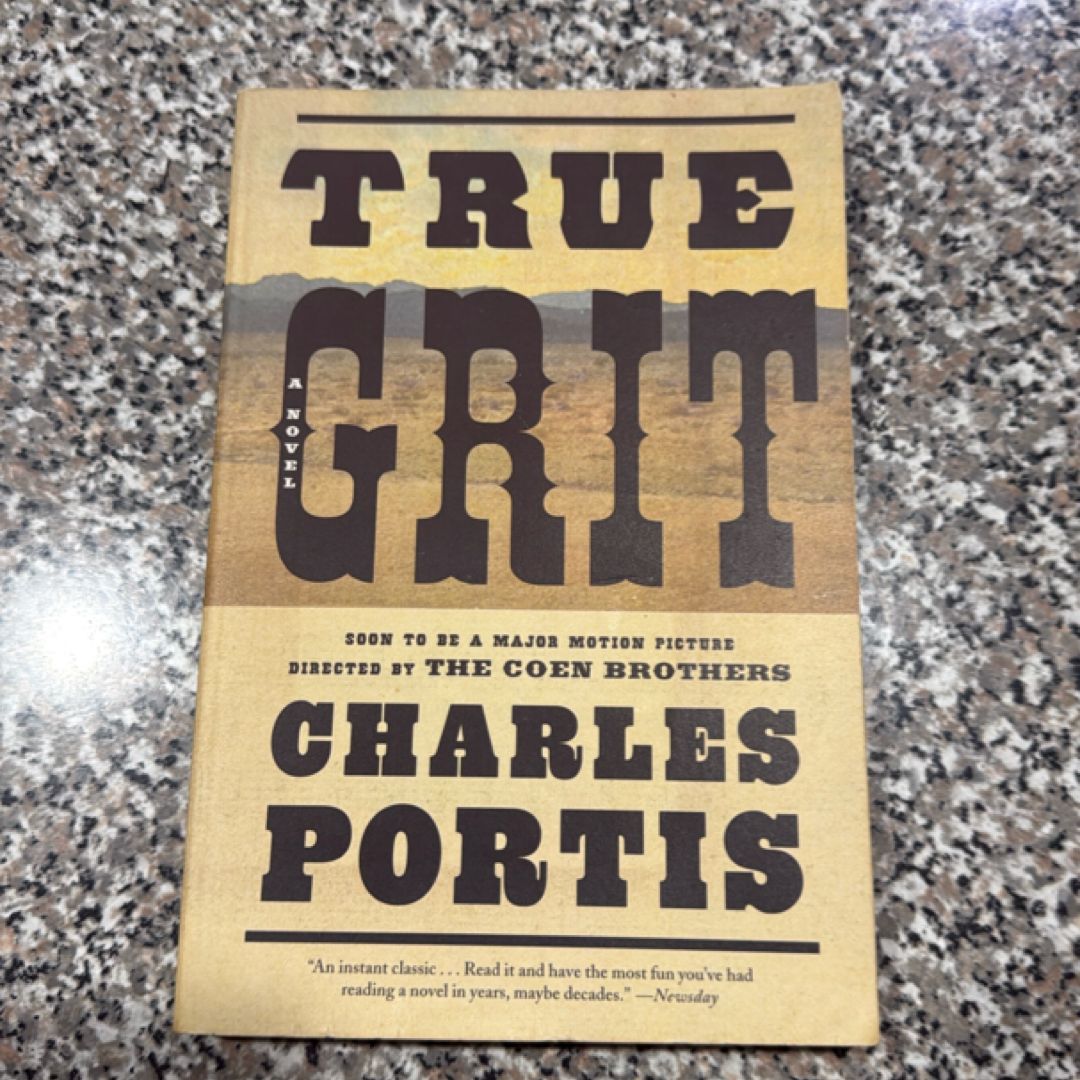 TRUE
GRIT
A NOVEL
SOON TO BE A MAJOR MOTION PICTURE
DIRECTED BY THE COEN BROTHERS
CHARLES
PORTIS
“An instant classic . . . Read it and have the most fun you’ve had
reading a novel in years, maybe decades.” —Newsday